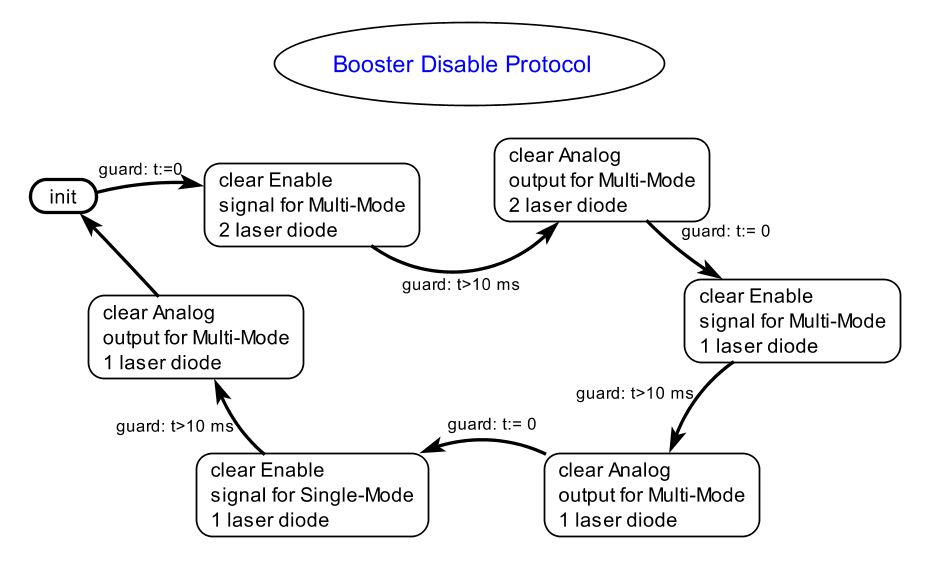 Booster Disable Protocol
init
guard: t:=0
clear Enable
signal for Multi-Mode
2 laser diode
guard: t>10 ms
clear Analog
output for Multi-Mode
2 laser diode
guard: t:= 0
clear Enable
signal for Multi-Mode
1 laser diode
guard: t>10 ms
clear Analog
output for Multi-Mode
1 laser diode
guard: t:= 0
clear Enable
signal for Single-Mode
1 laser diode
guard: t>10 ms
clear Analog
output for Multi-Mode
1 laser diode